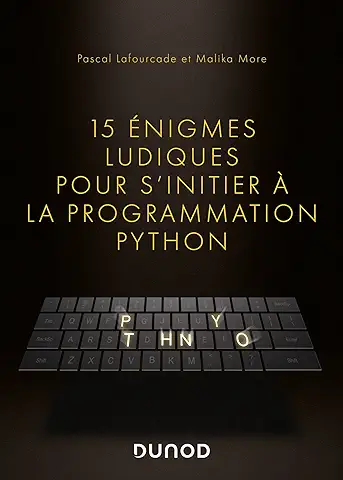 Pascal Lafourcade et Malika More
15 ÉNIGMES
LUDIQUES
POUR S'INITIER À
LA PROGRAMMATION
PYTHON
P Y
T H N O
DUNOD